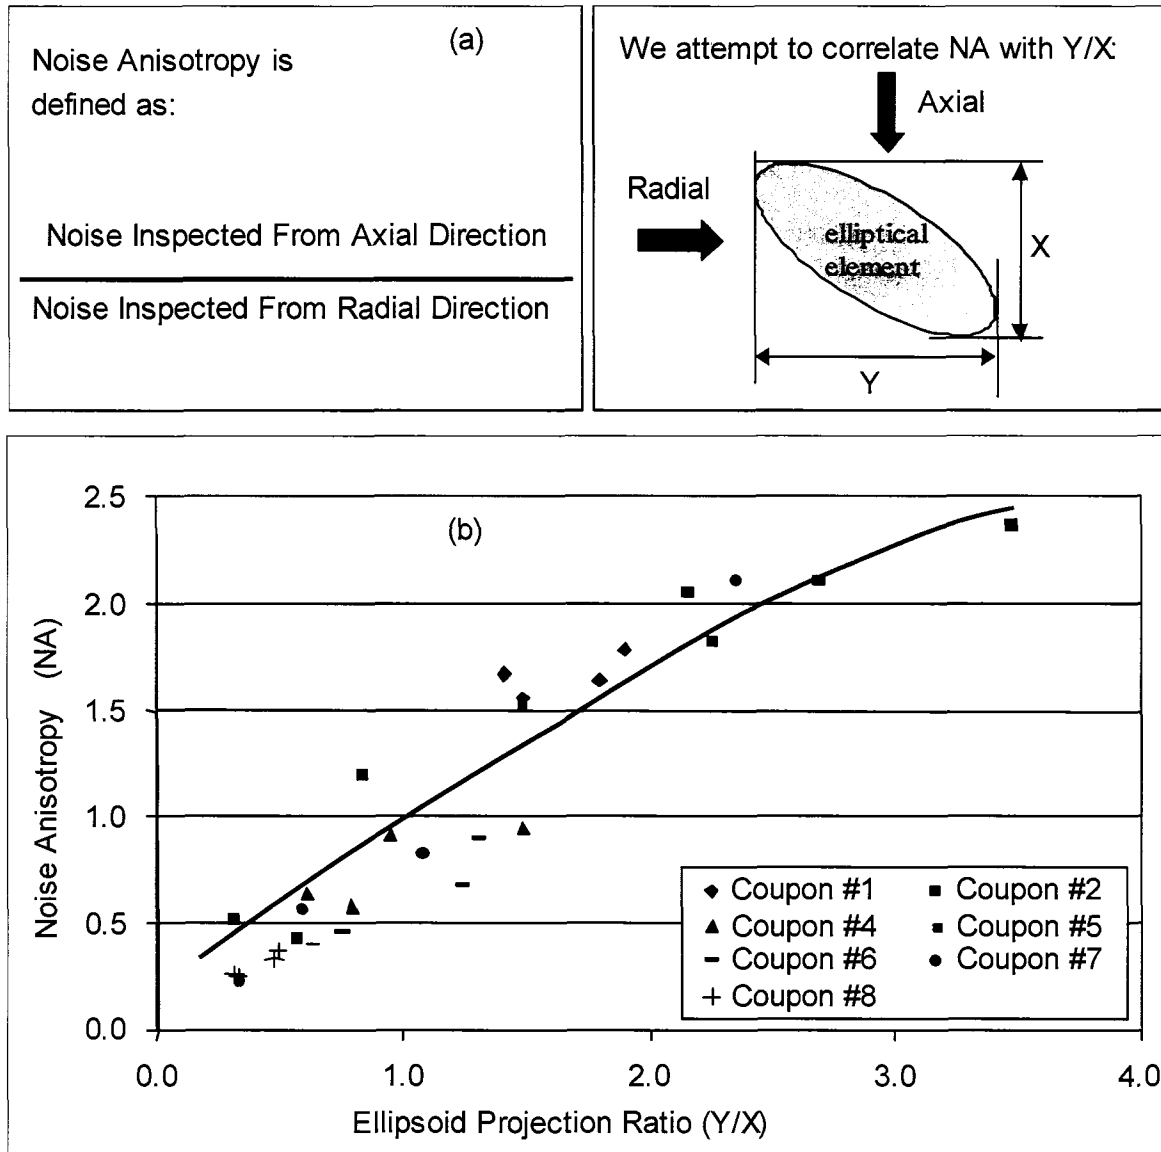 (a)
Noise Anisotropy is
defined as:
Noise Inspected From Axial Direction
Noise Inspected From Radial Direction
We attempt to correlate NA with Y/X:
Axial
Radial
elliptical
element
X
Y
(b)
2.5
2.0
1.5
1.0
0.5
0.0
Noise Anisotropy (NA)
0.0 1.0 2.0 3.0 4.0
Ellipsoid Projection Ratio (Y/X)
Coupon #1 Coupon #2
Coupon #4 Coupon #5
Coupon #6 Coupon #7
Coupon #8